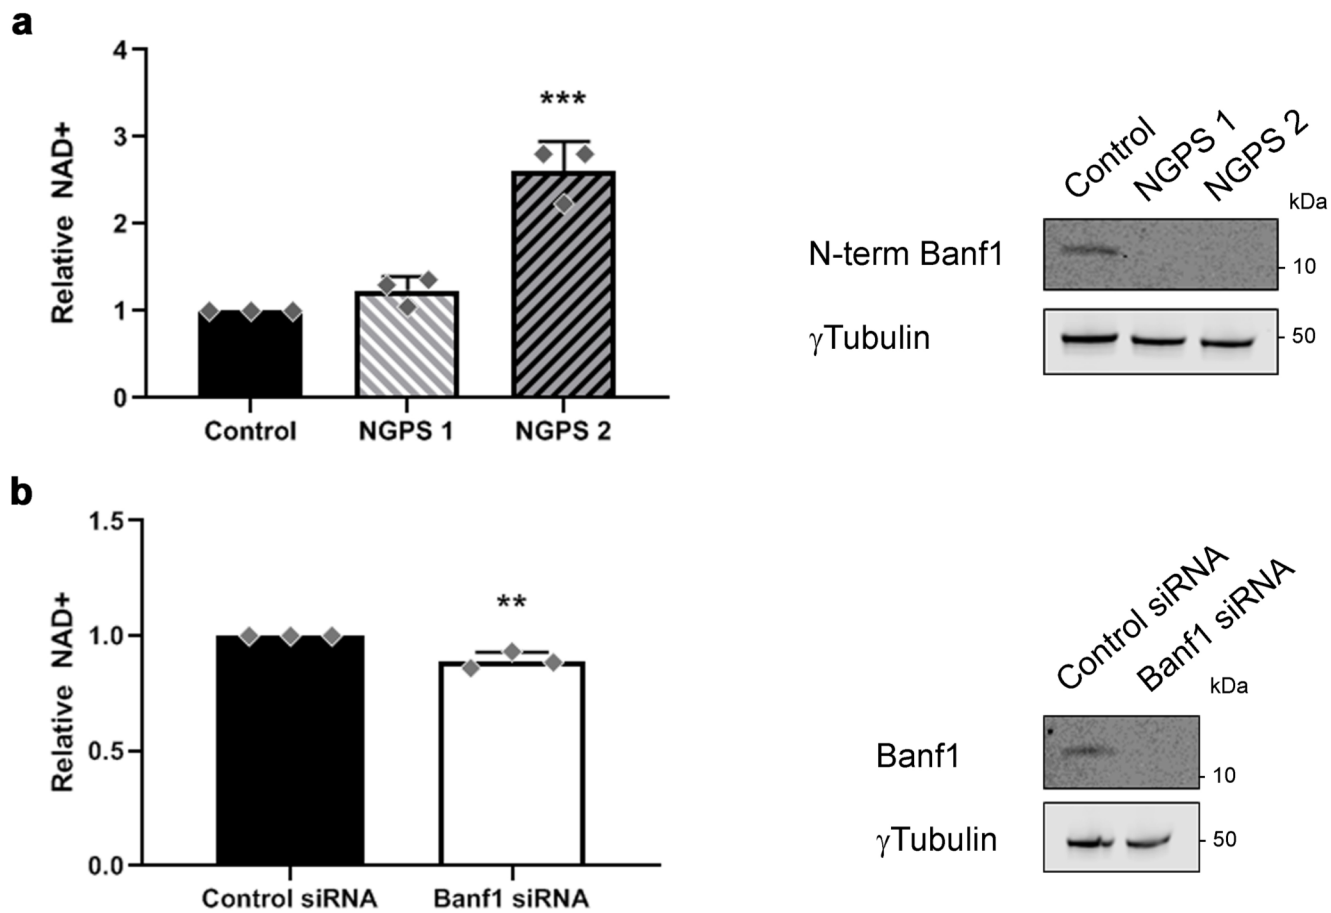 a
Relative NAD+
4
3
2
1
0
***
Control
NGPS 1
NGPS 2
Control
NGPS 1
NGPS 2
kDa
N-term Banf1
10
γTubulin
50
b
Relative NAD+
1.5
1.0
0.5
0.0
**
Control siRNA
Banf1 siRNA
Control siRNA
Banf1 siRNA
kDa
Banf1
10
γTubulin
50